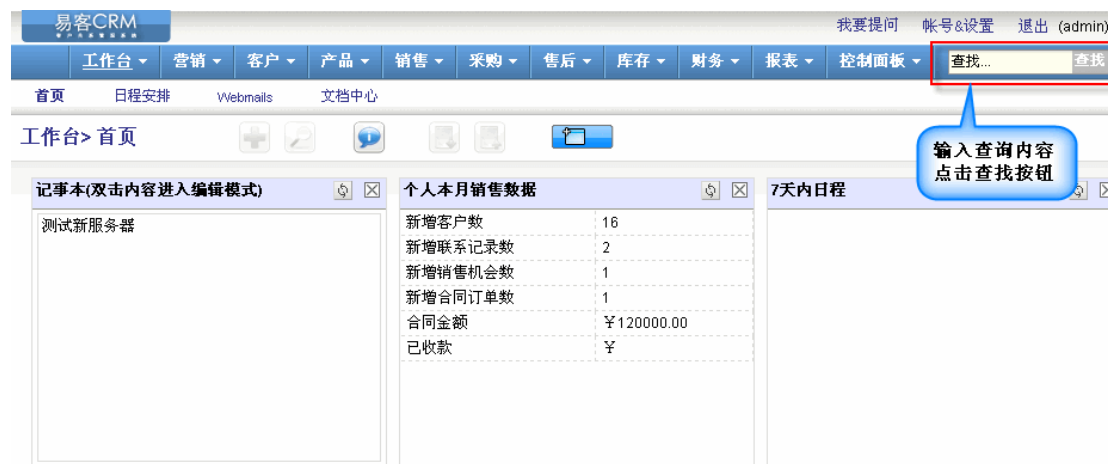 易客CRM
我要提问 帐号&设置 退出 (admin)
工作台 营销 客户 产品 销售 采购 售后 库存 财务 报表 控制面板 查找... 查找
首页 日程安排 Webmails 文档中心
工作台> 首页
输入查询内容
点击查找按钮
记事本(双击内容进入编辑模式) 个人本月销售数据 7天内日程
测试新服务器
新增客户数 16
新增联系记录数 2
新增销售机会数 1
新增合同订单数 1
合同金额 ￥120000.00
已收款 ￥